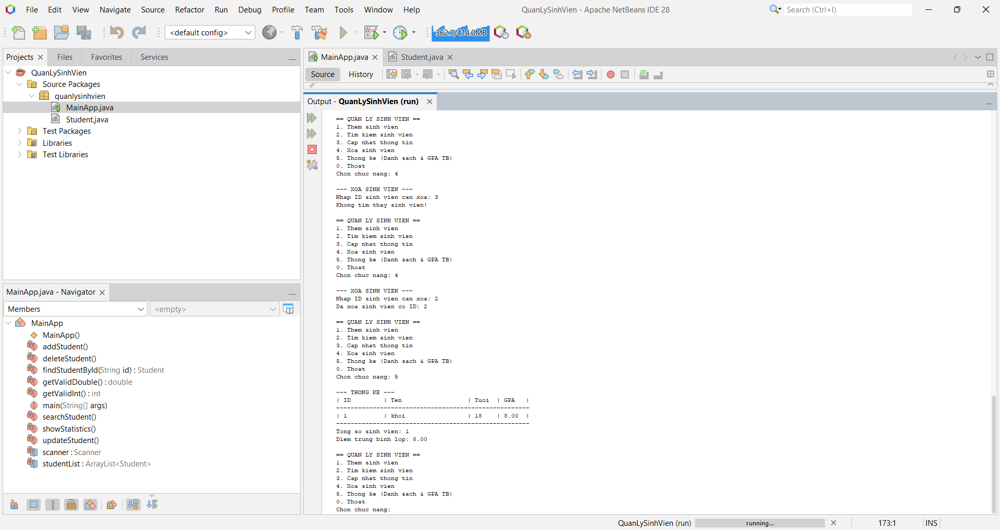 File Edit View Navigate Source Refactor Run Debug Profile Team Tools Window Help
QuanLySinhVien - Apache NetBeans IDE 28
Search (Ctrl+I)
<default config>
362.7/414.0MB
Projects Files Favorites Services
QuanLySinhVien
Source Packages
quanlysinhvien
MainApp.java
Student.java
Test Packages
Libraries
Test Libraries
MainApp.java - Navigator
Members
<empty>
MainApp
MainApp()
addStudent()
deleteStudent()
findStudentById(String id) : Student
getValidDouble() : double
getValidInt() : int
main(String[] args)
searchStudent()
showStatistics()
updateStudent()
scanner : Scanner
studentList : ArrayList<Student>
MainApp.java Student.java
Source History
Output - QuanLySinhVien (run)
== QUAN LY SINH VIEN ==
1. Them sinh vien
2. Tim kiem sinh vien
3. Cap nhat thong tin
4. Xoa sinh vien
5. Thong ke (Danh sach & GPA TB)
0. Thoat
Chon chuc nang: 4
--- XOA SINH VIEN ---
Nhap ID sinh vien can xoa: 3
Khong tim thay sinh vien!
== QUAN LY SINH VIEN ==
1. Them sinh vien
2. Tim kiem sinh vien
3. Cap nhat thong tin
4. Xoa sinh vien
5. Thong ke (Danh sach & GPA TB)
0. Thoat
Chon chuc nang: 4
--- XOA SINH VIEN ---
Nhap ID sinh vien can xoa: 2
Da xoa sinh vien co ID: 2
== QUAN LY SINH VIEN ==
1. Them sinh vien
2. Tim kiem sinh vien
3. Cap nhat thong tin
4. Xoa sinh vien
5. Thong ke (Danh sach & GPA TB)
0. Thoat
Chon chuc nang: 5
--- THONG KE ---
| ID | Ten | Tuoi | GPA |
-----------------------------------------------------
| 1 | khoi | 18 | 8.00 |
-----------------------------------------------------
Tong so sinh vien: 1
Diem trung binh lop: 8.00
== QUAN LY SINH VIEN ==
1. Them sinh vien
2. Tim kiem sinh vien
3. Cap nhat thong tin
4. Xoa sinh vien
5. Thong ke (Danh sach & GPA TB)
0. Thoat
Chon chuc nang:
QuanLySinhVien (run) running... 173:1 INS